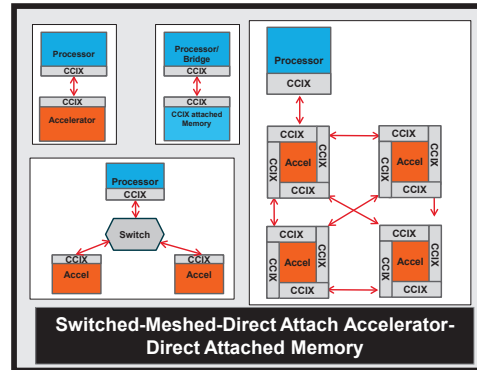 Processor
CCIX
CCIX
Accelerator
Processor/
Bridge
CCIX
CCIX
CCIX attached
Memory
Processor
CCIX
Switch
CCIX
Accel
CCIX
Accel
Processor
CCIX
CCIX
CCIX
Accel
CCIX
CCIX
CCIX
CCIX
Accel
CCIX
CCIX
CCIX
CCIX
Accel
CCIX
CCIX
CCIX
CCIX
Accel
CCIX
CCIX
Switched-Meshed-Direct Attach Accelerator-
Direct Attached Memory